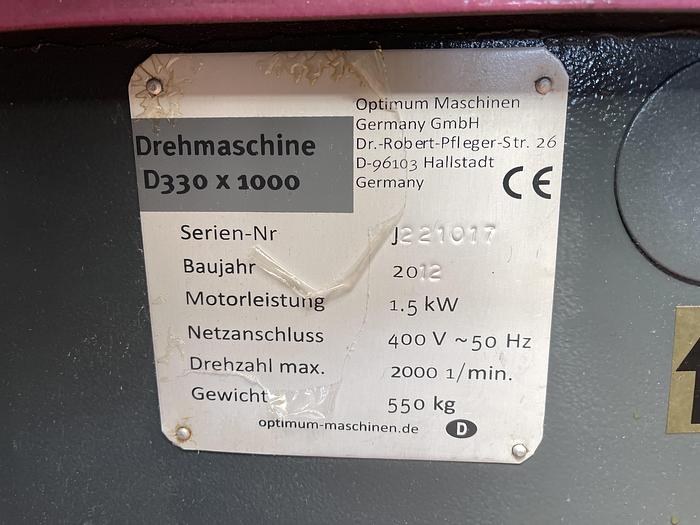 Optimum Maschinen
Germany GmbH
Dr.-Robert-Pfleger-Str. 26
D-96103 Hallstadt
Germany
CE
Drehmaschine
D330 x 1000
Serien-Nr J221017
Baujahr 2012
Motorleistung 1.5 kW
Netzanschluss 400 V ~50 Hz
Drehzahl max. 2000 1/min.
Gewicht 550 kg
optimum-maschinen.de D